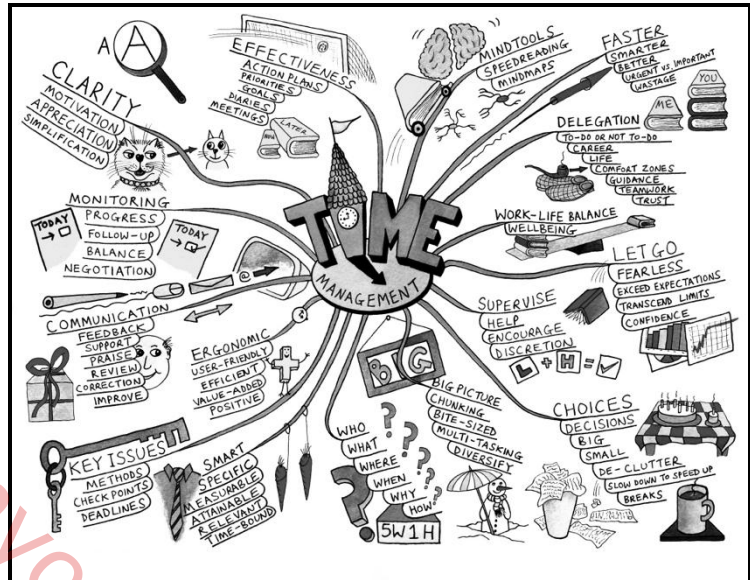 TIME
MANAGEMENT
A A
CLARITY
MOTIVATION
APPRECIATION
SIMPLIFICATION
EFFECTIVENESS
ACTION PLANS
PRIORITIES
GOALS
DIARIES
MEETINGS
LATER
MINDTOOLS
SPEEDREADING
MINDMAPS
FASTER
SMARTER
BETTER
URGENT VS. IMPORTANT
WASTAGE
YOU
ME
DELEGATION
TO-DO OR NOT TO-DO
CAREER
LIFE
COMFORT ZONES
GUIDANCE
TEAMWORK
TRUST
WORK-LIFE BALANCE
WELLBEING
LET GO
FEARLESS
EXCEED EXPECTATIONS
TRANSCEND LIMITS
CONFIDENCE
SUPERVISE
HELP
ENCOURAGE
DISCRETION
L + H = ✓
CHOICES
DECISIONS
BIG
SMALL
DE-CLUTTER
SLOW DOWN TO SPEED UP
BREAKS
BIG
BIG PICTURE
CHUNKING
BITE-SIZED
MULTI-TASKING
DIVERSIFY
WHO
WHAT
WHERE
WHEN
WHY
HOW
5W1H
SMART
SPECIFIC
MEASURABLE
ATTAINABLE
RELEVANT
TIME-BOUND
KEY ISSUES
METHODS
CHECKPOINTS
DEADLINES
ERGONOMIC
USER-FRIENDLY
EFFICIENT
VALUE-ADDED
POSITIVE
COMMUNICATION
FEEDBACK
SUPPORT
PRAISE
REVIEW
CORRECTION
IMPROVE
@
MONITORING
PROGRESS
FOLLOW-UP
BALANCE
NEGOTIATION
TODAY
TODAY